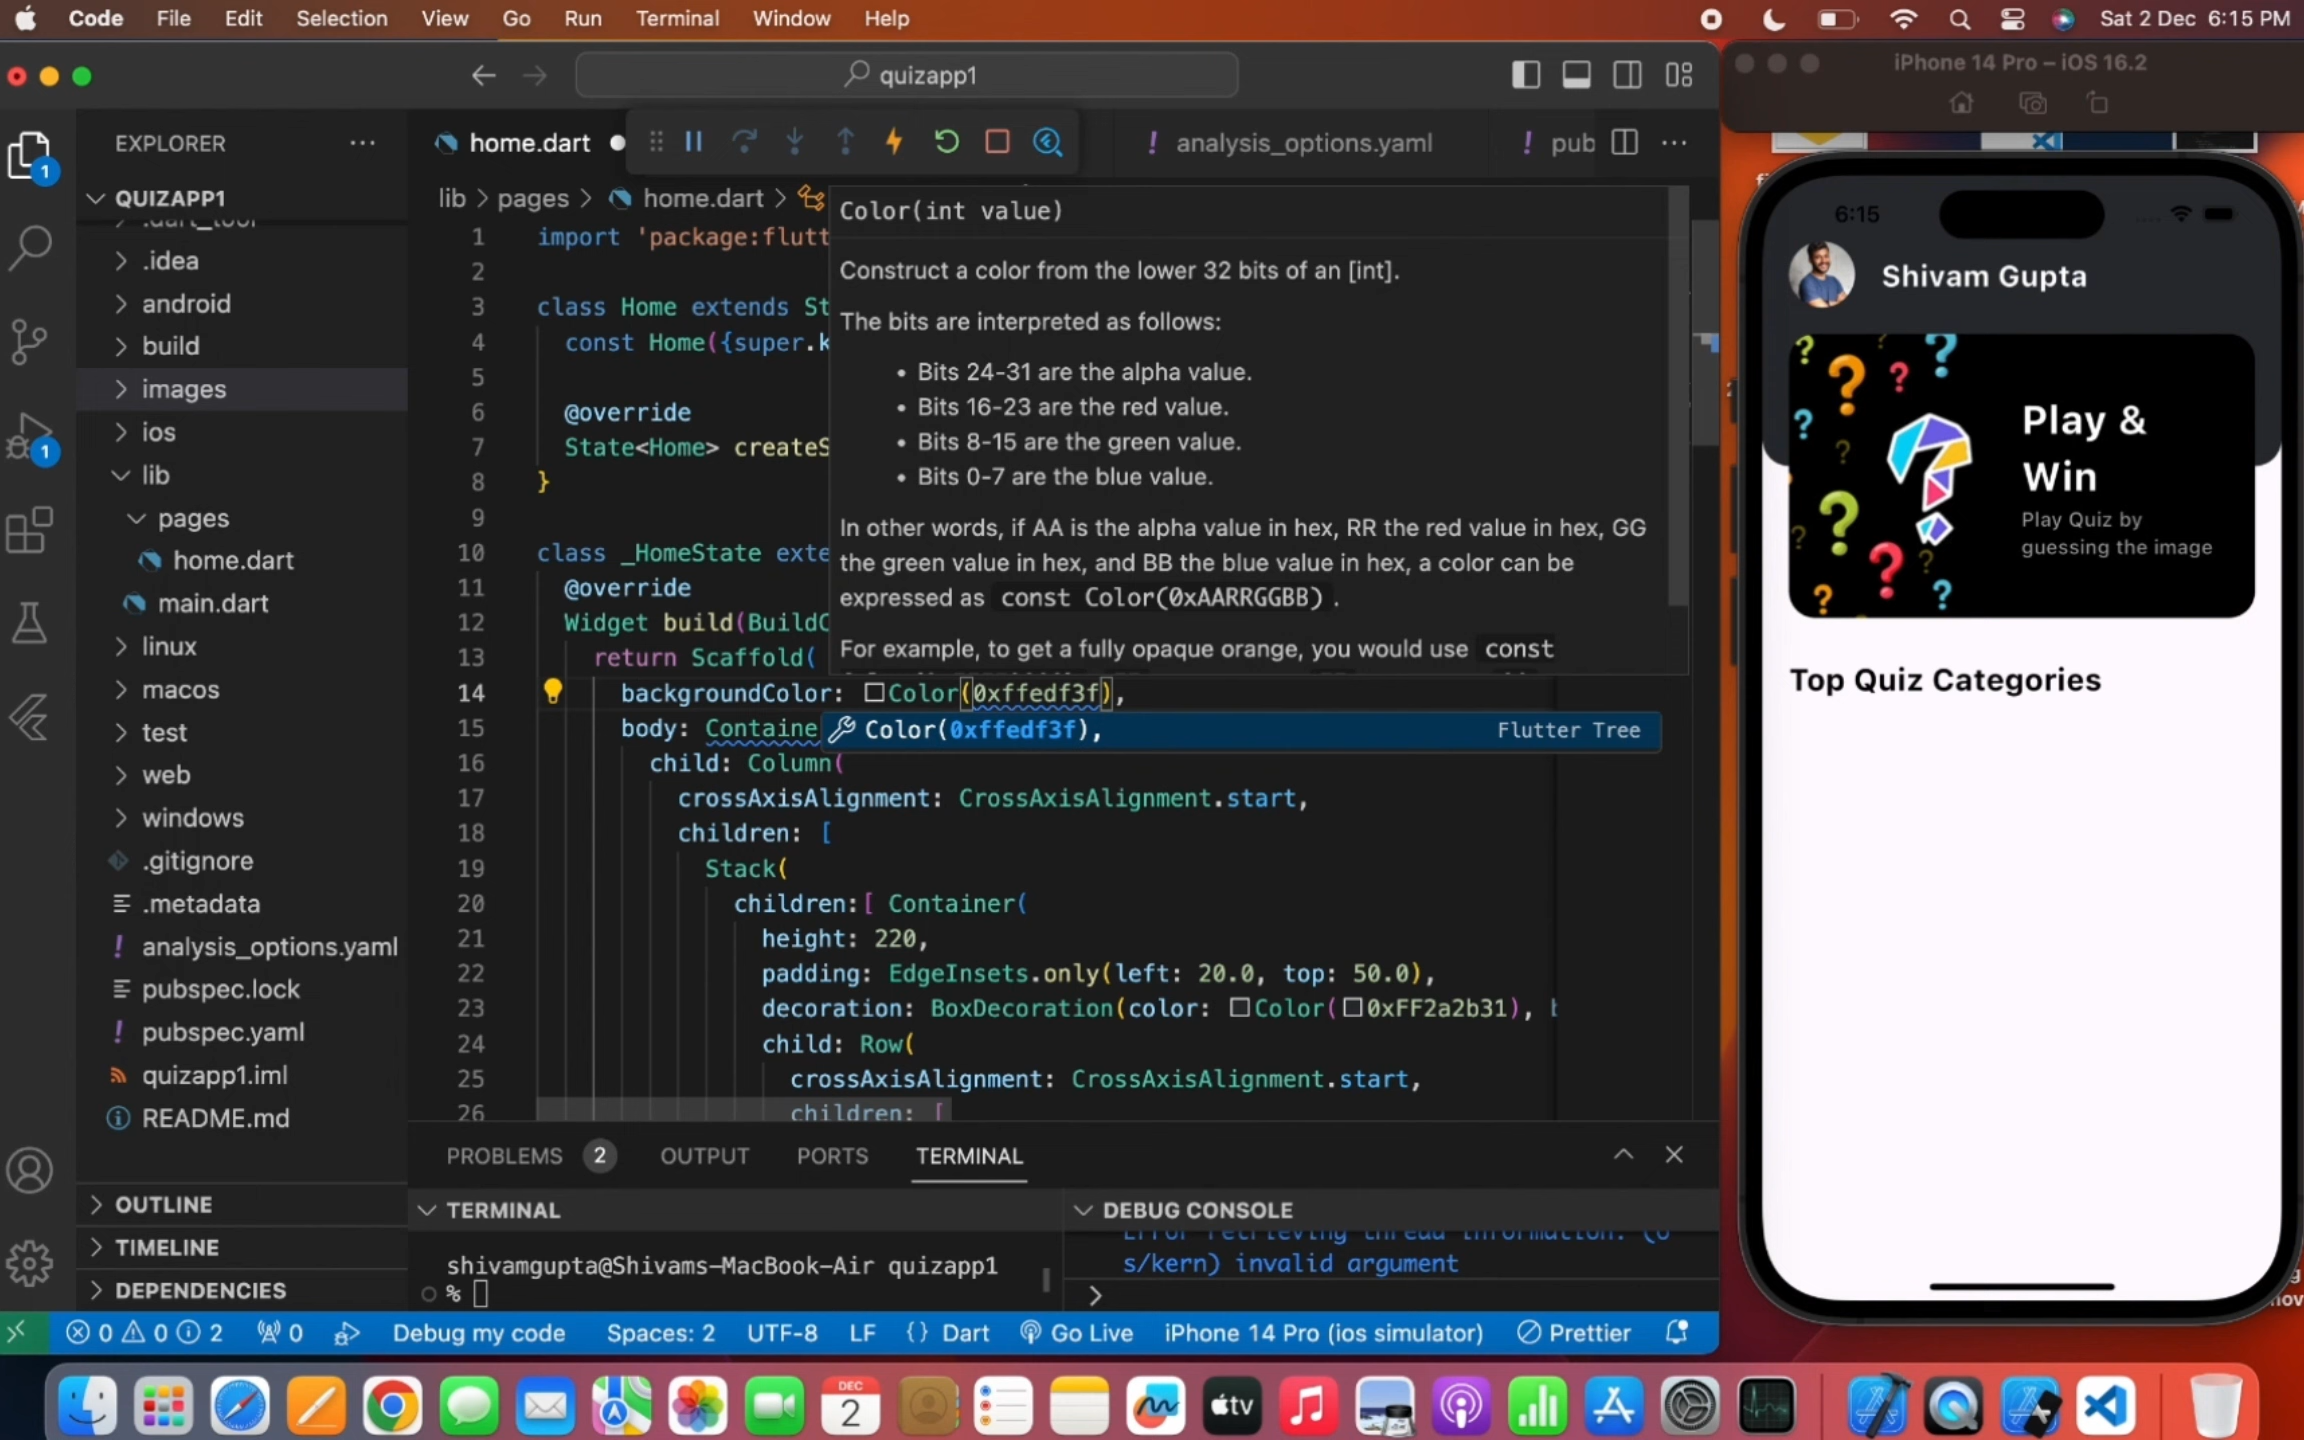 Code File Edit Selection View Go Run Terminal Window Help
Sat 2 Dec 6:15 PM
quizapp1
EXPLORER
QUIZAPP1
.dart_tool
.idea
android
build
images
ios
lib
pages
home.dart
main.dart
linux
macos
test
web
windows
.gitignore
.metadata
analysis_options.yaml
pubspec.lock
pubspec.yaml
quizapp1.iml
README.md
OUTLINE
TIMELINE
DEPENDENCIES
1
1
home.dart
! analysis_options.yaml
! pub
lib > pages > home.dart >
1 import 'package:flutt
2
3 class Home extends St
4 const Home({super.k
5
6 @override
7 State<Home> createS
8 }
9
10 class _HomeState exte
11 @override
12 Widget build(BuildC
13 return Scaffold(
14 backgroundColor: Color(0xffedf3f),
15 body: Containe
16 child: Column(
17 crossAxisAlignment: CrossAxisAlignment.start,
18 children: [
19 Stack(
20 children:[ Container(
21 height: 220,
22 padding: EdgeInsets.only(left: 20.0, top: 50.0),
23 decoration: BoxDecoration(color: Color(0xFF2a2b31), b
24 child: Row(
25 crossAxisAlignment: CrossAxisAlignment.start,
26 children: [
Color(int value)
Construct a color from the lower 32 bits of an [int].
The bits are interpreted as follows:
• Bits 24-31 are the alpha value.
• Bits 16-23 are the red value.
• Bits 8-15 are the green value.
• Bits 0-7 are the blue value.
In other words, if AA is the alpha value in hex, RR the red value in hex, GG
the green value in hex, and BB the blue value in hex, a color can be
expressed as const Color(0xAARRGGBB) .
For example, to get a fully opaque orange, you would use const
Color(0xffedf3f), Flutter Tree
PROBLEMS 2 OUTPUT PORTS TERMINAL
TERMINAL
shivamgupta@Shivams-MacBook-Air quizapp1
%
DEBUG CONSOLE
Error retrieving thread information: (o
s/kern) invalid argument
>
0 0 2 0 Debug my code Spaces: 2 UTF-8 LF {} Dart Go Live iPhone 14 Pro (ios simulator) Prettier
iPhone 14 Pro – iOS 16.2
6:15
Shivam Gupta
Play &
Win
Play Quiz by
guessing the image
Top Quiz Categories
DEC
2
tv